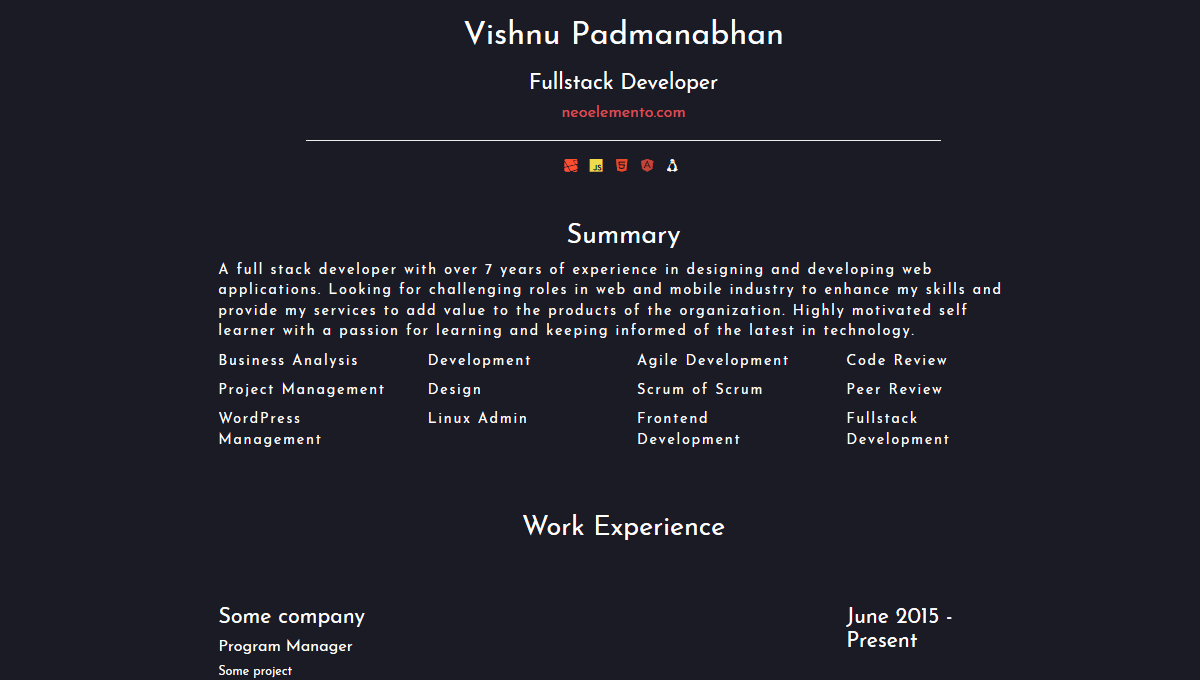 Vishnu Padmanabhan
Fullstack Developer
neoelemento.com
JS
5
A
Summary
A full stack developer with over 7 years of experience in designing and developing web
applications. Looking for challenging roles in web and mobile industry to enhance my skills and
provide my services to add value to the products of the organization. Highly motivated self
learner with a passion for learning and keeping informed of the latest in technology.
Business Analysis
Development
Agile Development
Code Review
Project Management
Design
Scrum of Scrum
Peer Review
WordPress
Management
Linux Admin
Frontend
Development
Fullstack
Development
Work Experience
Some company
June 2015 -
Present
Program Manager
Some project